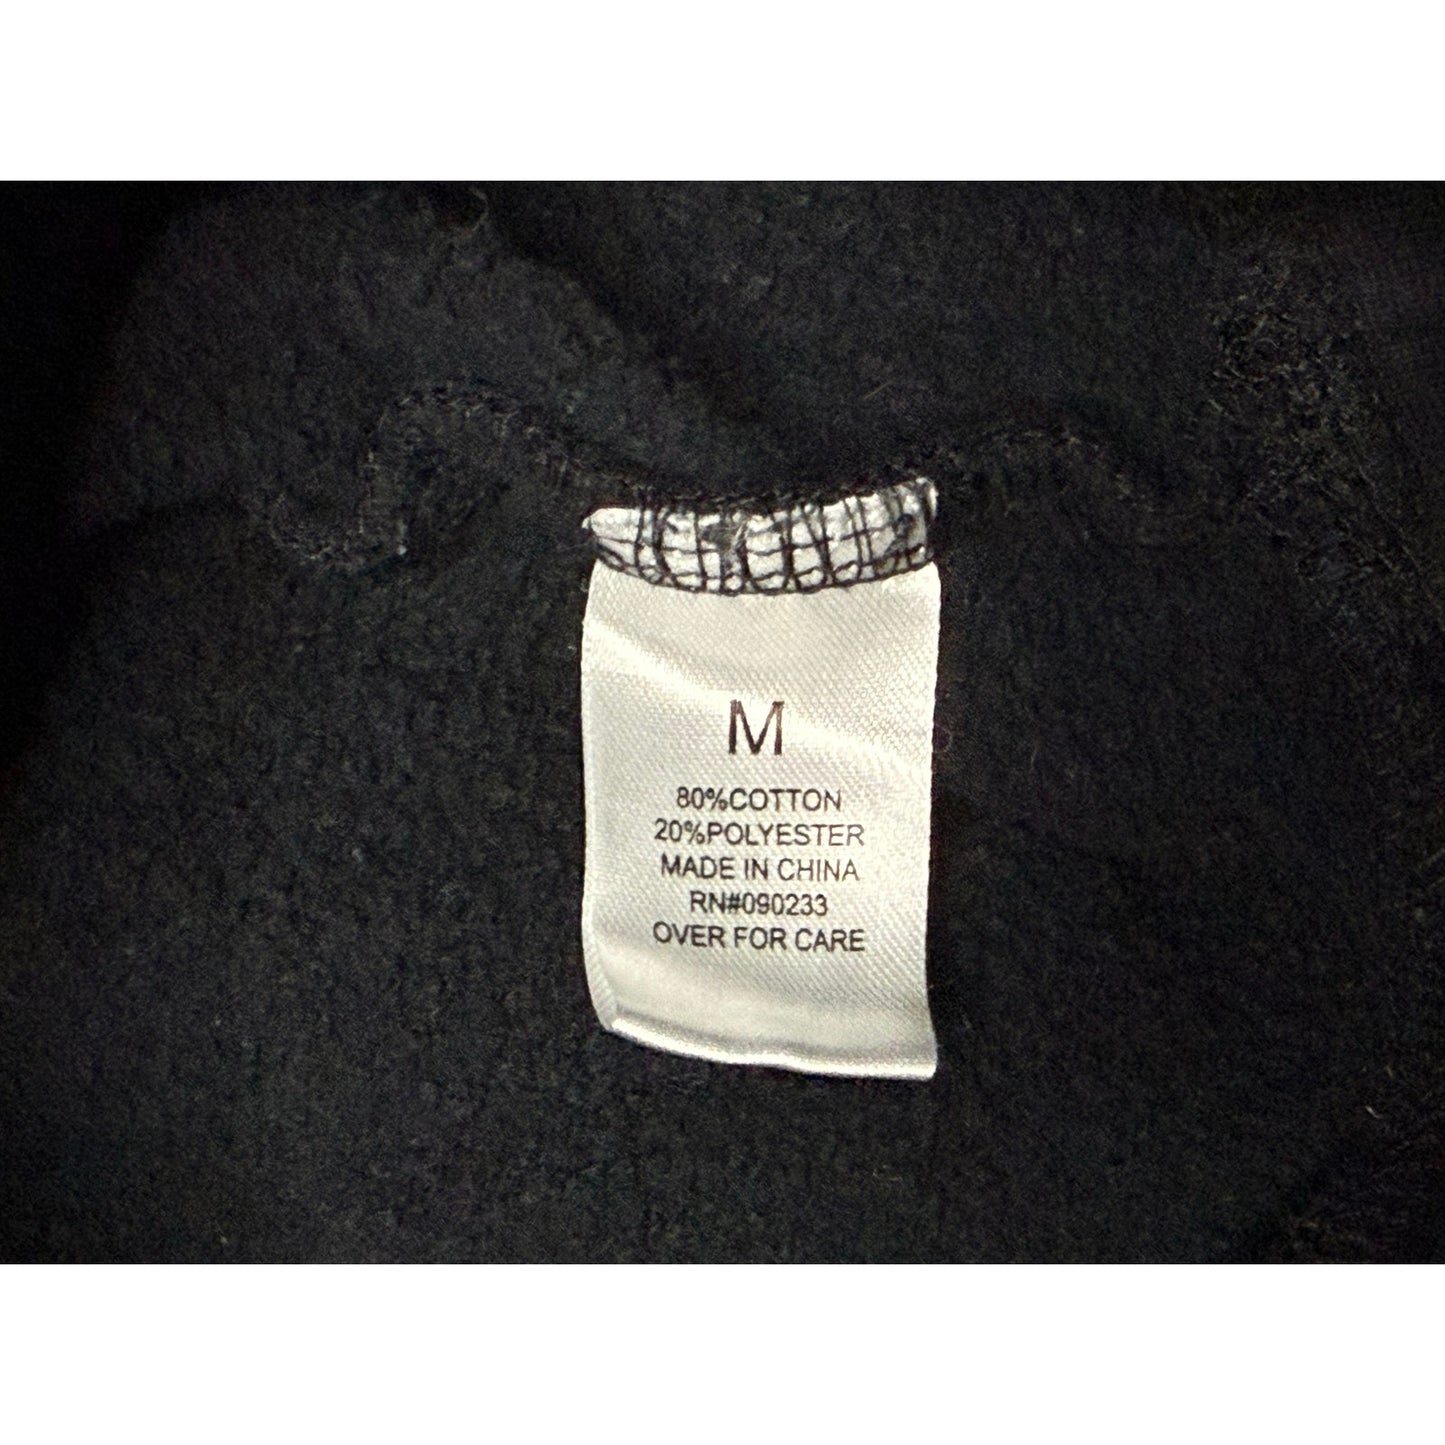 M
80%COTTON
20%POLYESTER
MADE IN CHINA
RN#090233
OVER FOR CARE